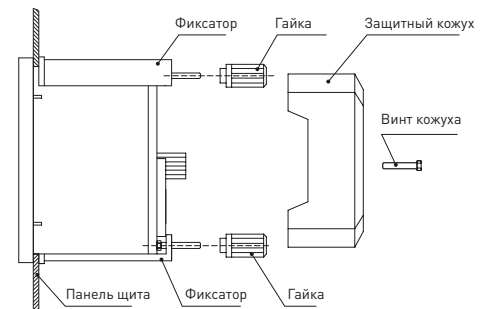 Фиксатор
Гайка
Защитный кожух
Винт кожуха
Панель щита
Фиксатор
Гайка